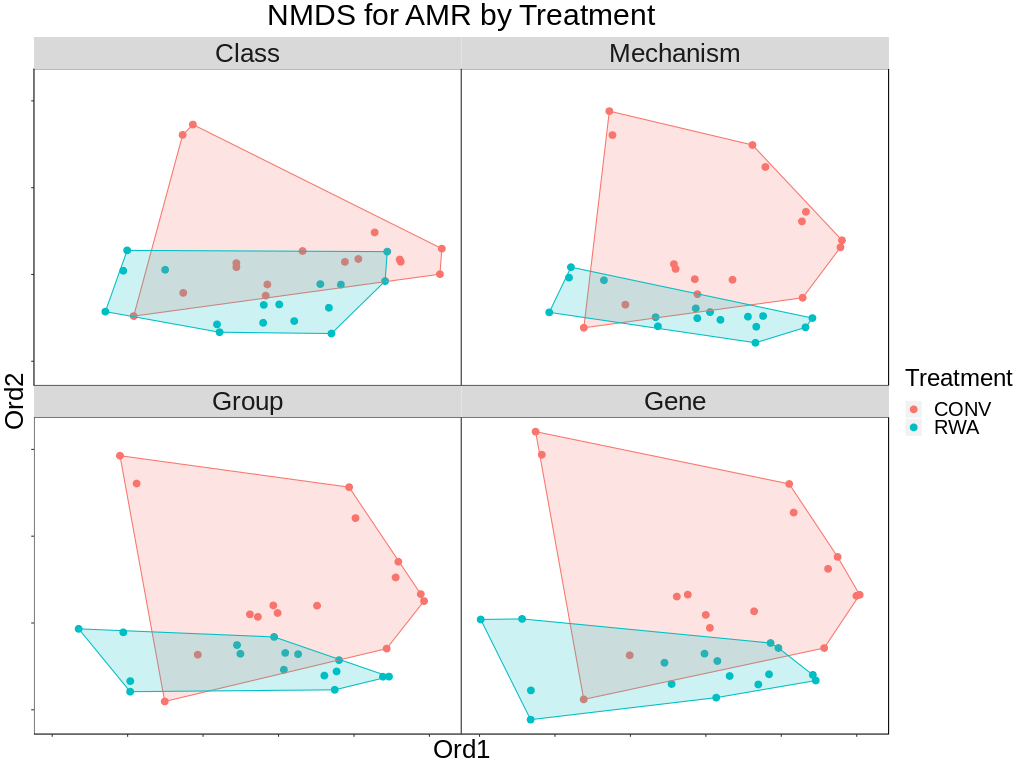 NMDS for AMR by Treatment
Class
Mechanism
Group
Gene
Ord2
Ord1
Treatment
CONV
RWA